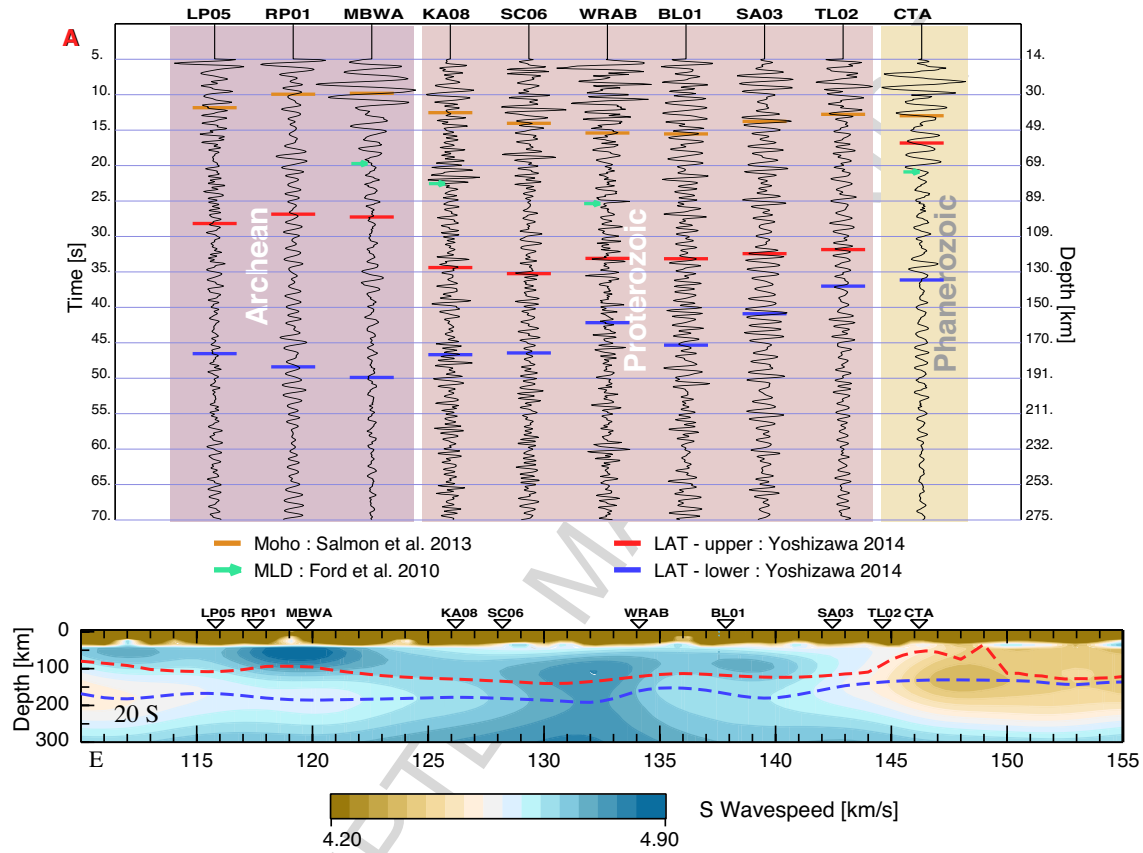 A
LP05 RP01 MBWA KA08 SC06 WRAB BL01 SA03 TL02 CTA
5. 14.
10. 30.
15. 49.
20. 69.
25. 89.
30. 109.
35. 130.
40. 150.
45. 170.
50. 191.
55. 211.
60. 232.
65. 253.
70. 275.
Time [s]
Depth [km]
Archean
Proterozoic
Phanerozoic
Moho : Salmon et al. 2013
LAT - upper : Yoshizawa 2014
MLD : Ford et al. 2010
LAT - lower : Yoshizawa 2014
LP05 RP01 MBWA KA08 SC06 WRAB BL01 SA03 TL02 CTA
Depth [km]
0
100
200
300
20 S
E 115 120 125 130 135 140 145 150 155
S Wavespeed [km/s]
4.20 4.90